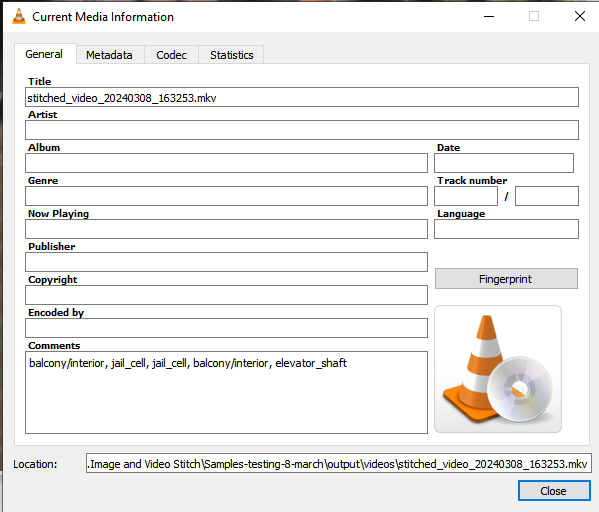 Current Media Information
General
Metadata
Codec
Statistics
Title
stitched_video_20240308_163253.mkv
Artist
Album
Date
Genre
Track number
/
Now Playing
Language
Publisher
Fingerprint
Copyright
Encoded by
Comments
balcony/interior, jail_cell, jail_cell, balcony/interior, elevator_shaft
Location:
.Image and Video Stitch\Samples-testing-8-march\output\videos\stitched_video_20240308_163253.mkv
Close